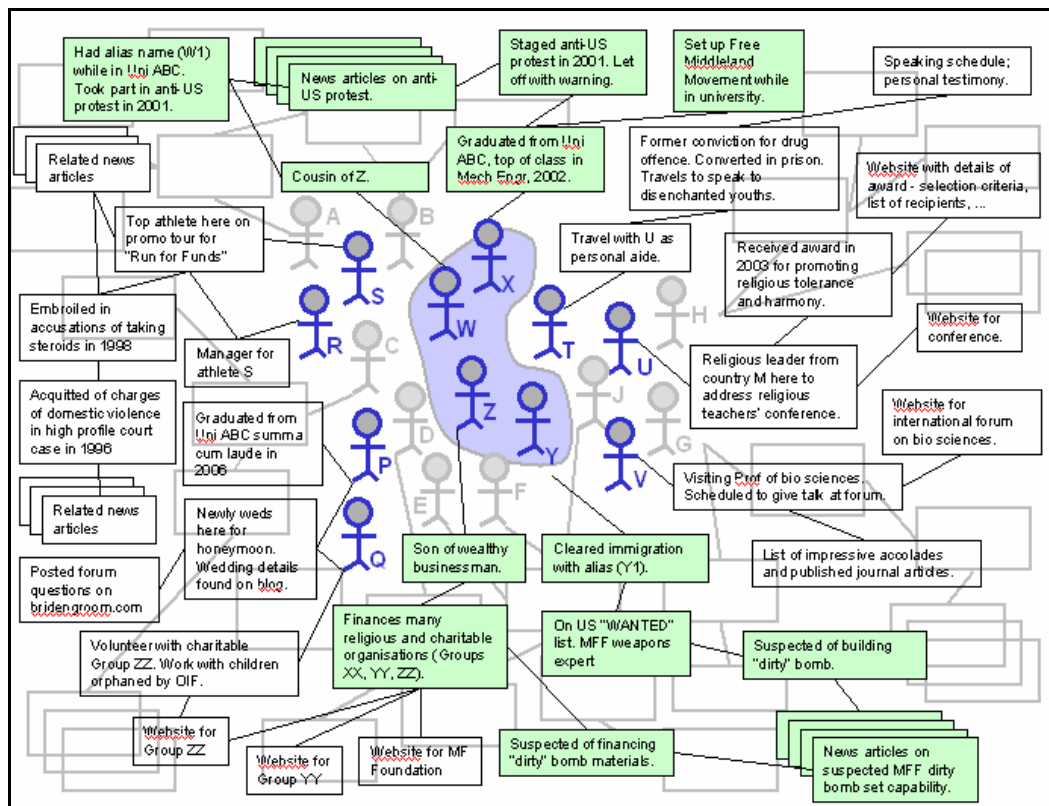 Had alias name (W1)
while in Uni ABC.
Took part in anti-US
protest in 2001.
News articles on anti-
US protest.
Staged anti-US
protest in 2001. Let
off with warning.
Set up Free
Middleland
Movement while
in university.
Speaking schedule;
personal testimony.
Related news
articles
Cousin of Z.
Graduated from Uni
ABC, top of class in
Mech Engr, 2002.
Former conviction for drug
offence. Converted in prison.
Travels to speak to
disenchanted youths.
Website with details of
award - selection criteria,
list of recipients, ...
Top athlete here on
promo tour for
"Run for Funds"
A
B
X
S
W
Travel with U as
personal aide.
Received award in
2003 for promoting
religious tolerance
and harmony.
H
Embroiled in
accusations of taking
steroids in 1998
R
C
T
U
Website for
conference.
Manager for
athlete S
Religious leader from
country M here to
address religious
teachers' conference.
Acquitted of charges
of domestic violence
in high profile court
case in 1996
Graduated from
Uni ABC summa
cum laude in
2006
Z
J
D
G
Y
P
V
Website for
international forum
on bio sciences.
Related news
articles
Newly weds here for
honeymoon.
Wedding details
found on blog.
E
F
Q
Visiting Prof of bio sciences.
Scheduled to give talk at forum.
Posted forum
questions on
bridengroom.com
Son of wealthy
businessman.
Cleared immigration
with alias (Y1).
List of impressive accolades
and published journal articles.
Volunteer with charitable
Group ZZ. Work with children
orphaned by OIF.
Finances many
religious and charitable
organisations (Groups
XX, YY, ZZ).
On US "WANTED"
list. MFF weapons
expert
Suspected of building
"dirty" bomb.
Website for
Group ZZ
Website for
Group YY
Website for MF
Foundation
Suspected of financing
"dirty" bomb materials.
News articles on
suspected MFF dirty
bomb set capability.